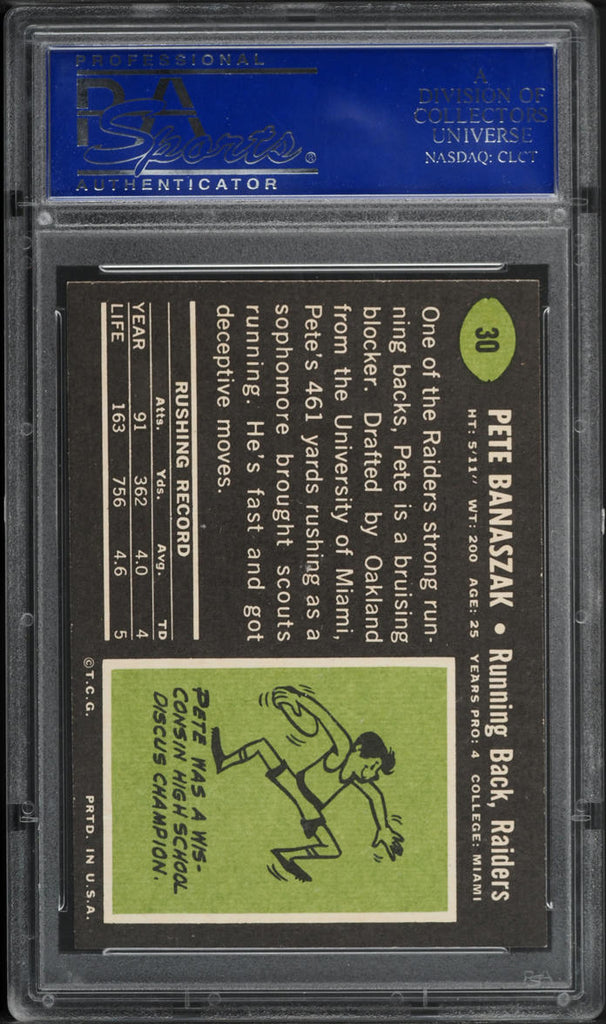 PROFESSIONAL
PSA
Sports®
AUTHENTICATOR
A
DIVISION OF
COLLECTORS
UNIVERSE
NASDAQ: CLCT
30
PETE BANASZAK • Running Back, Raiders
HT: 5'11" WT: 200 AGE: 25 YEARS PRO: 4 COLLEGE: MIAMI
One of the Raiders strong run-
ning backs, Pete is a bruising
blocker. Drafted by Oakland
from the University of Miami,
Pete's 461 yards rushing as a
sophomore brought scouts
running. He's fast and got
deceptive moves.
RUSHING RECORD
Atts. Yds. Avg. TD
YEAR 91 362 4.0 4
LIFE 163 756 4.6 5
PETE WAS A WIS-
CONSIN HIGH SCHOOL
DISCUS CHAMPION.
©T.C.G. PRTD. IN U.S.A.
PSA